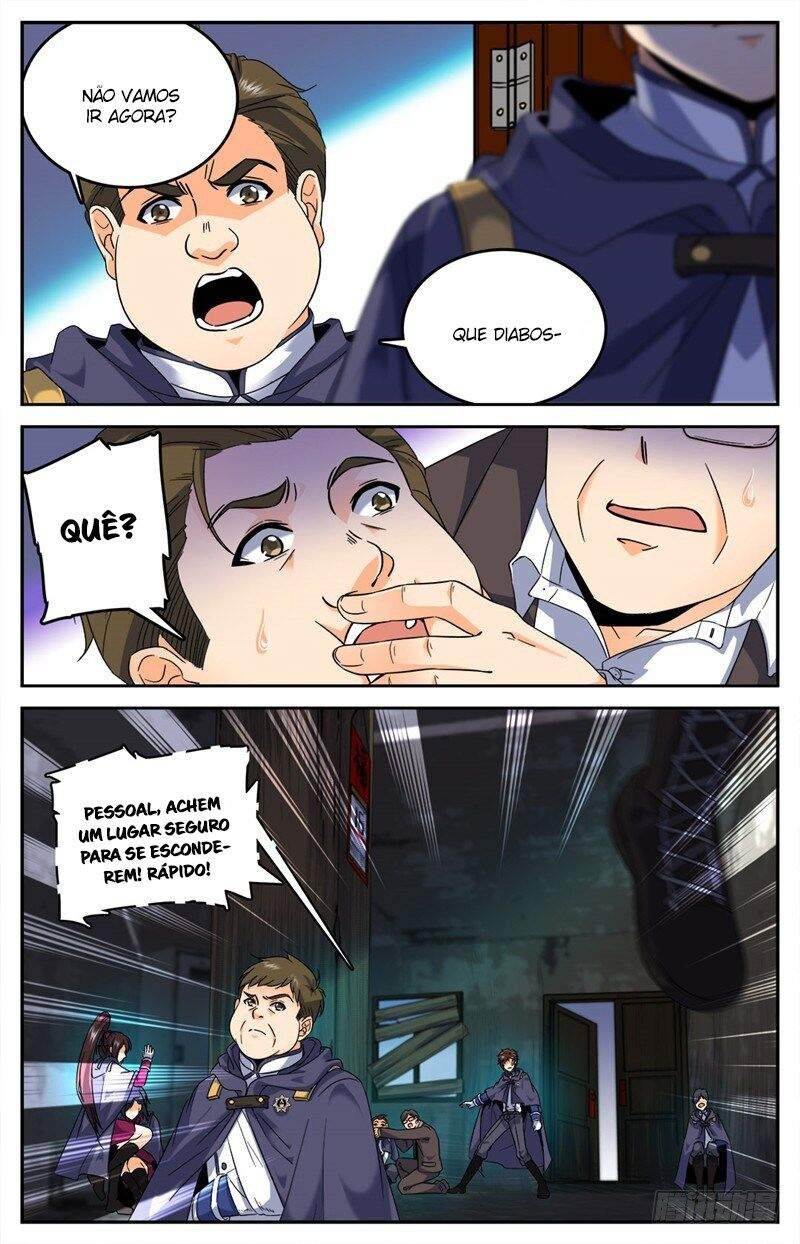 NÃO VAMOS
IR AGORA?
QUE DIABOS-
QUÊ?
PESSOAL, ACHEM
UM LUGAR SEGURO
PARA SE ESCONDE-
REM! RÁPIDO!